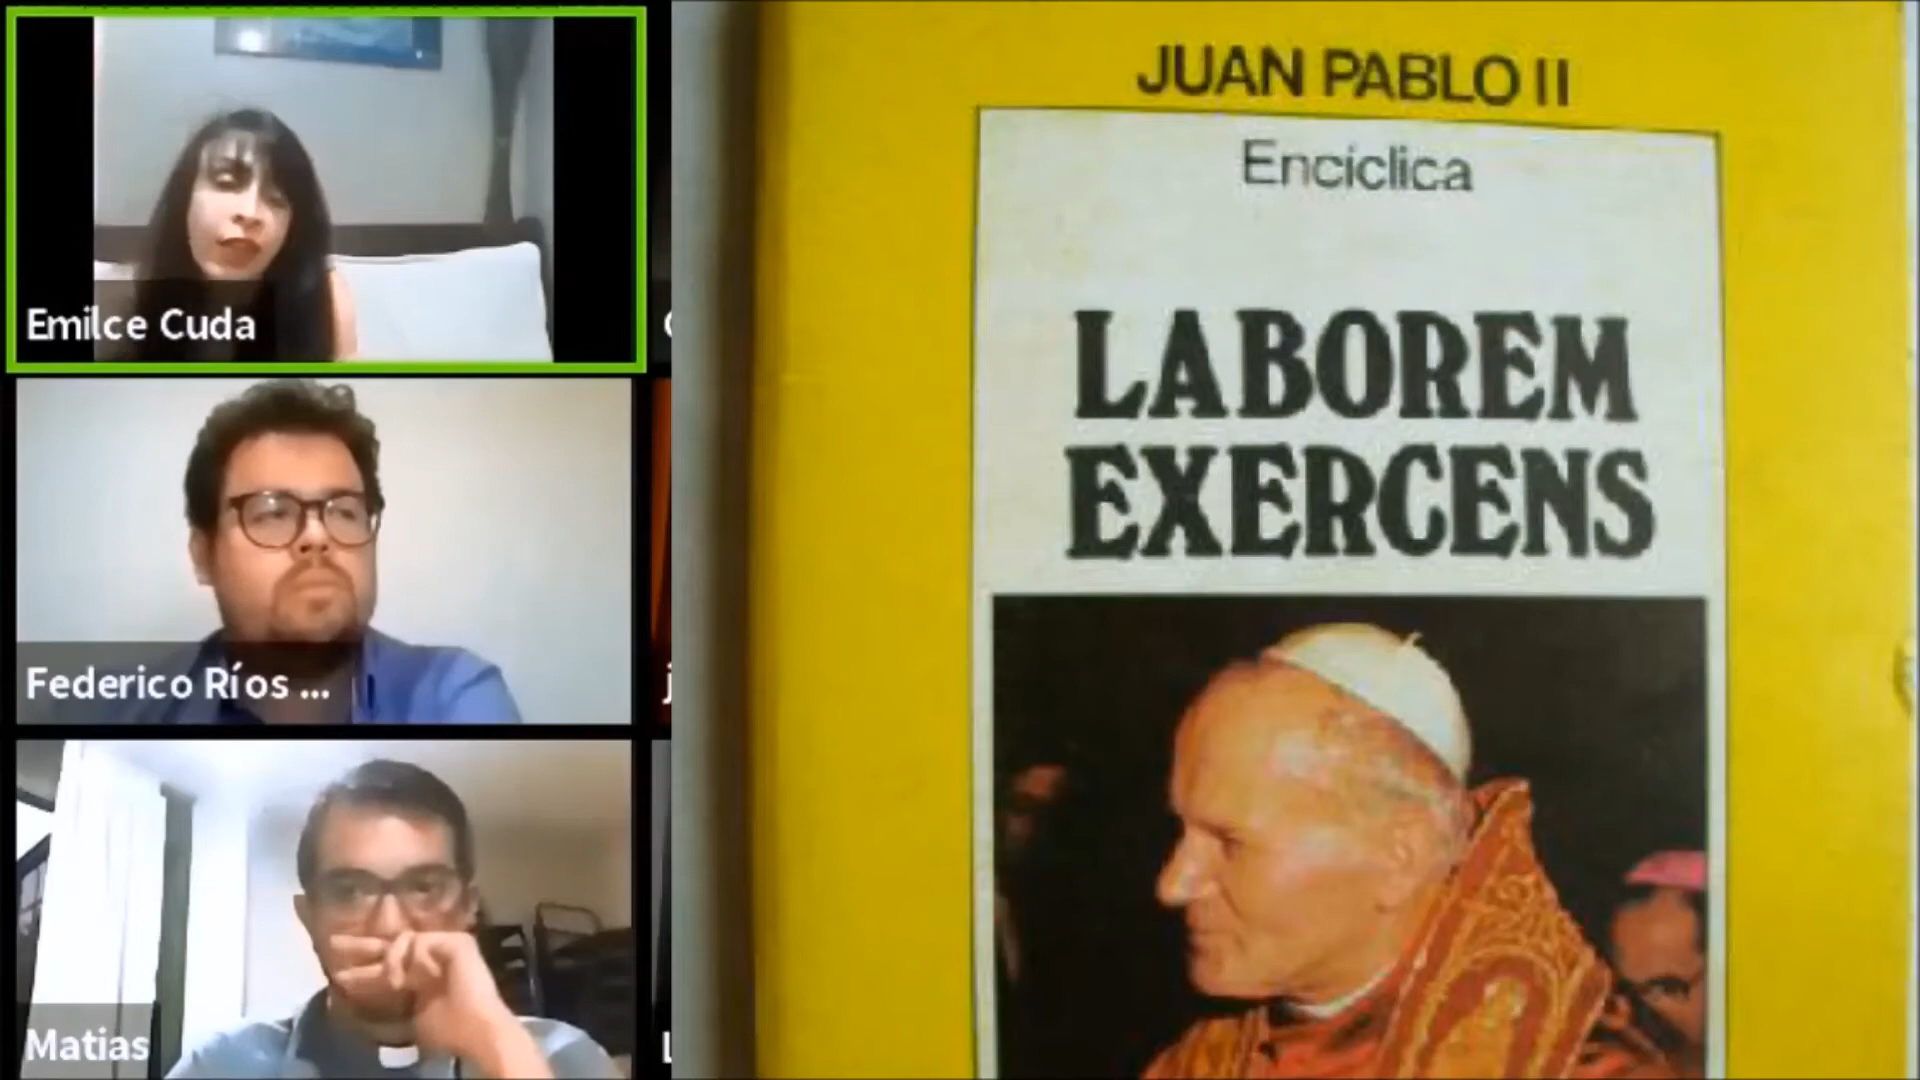 Emilce Cuda
Federico Ríos ...
Matias
JUAN PABLO II
Enciclica
LABOREM
EXERCENS